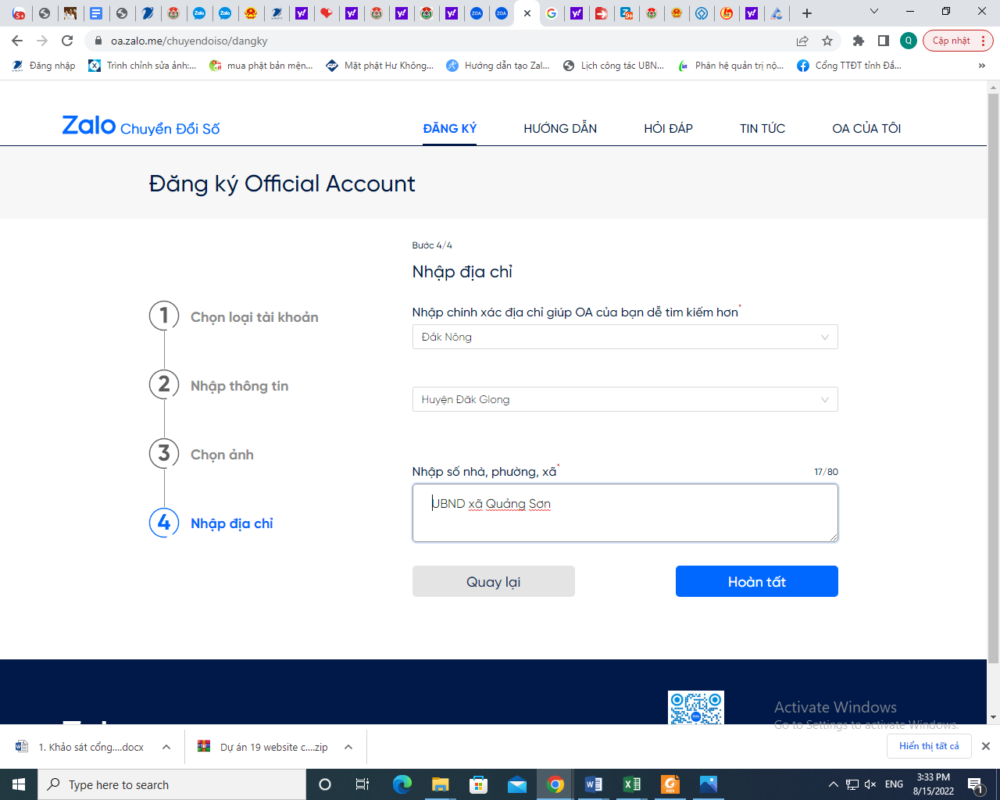 oa.zalo.me/chuyendoiso/dangky
Cập nhật
Đăng nhập
Trình chỉnh sửa ảnh:...
mua phật bản mện...
Mặt phật Hư Không...
Hướng dẫn tạo Zal...
Lịch công tác UBN...
Phân hệ quản trị nộ...
Cổng TTĐT tỉnh Đắ...
»
Zalo Chuyển Đổi Số
ĐĂNG KÝ
HƯỚNG DẪN
HỎI ĐÁP
TIN TỨC
OA CỦA TÔI
Đăng ký Official Account
Bước 4/4
Nhập địa chỉ
1 Chọn loại tài khoản
2 Nhập thông tin
3 Chọn ảnh
4 Nhập địa chỉ
Nhập chính xác địa chỉ giúp OA của bạn dễ tìm kiếm hơn*
Đắk Nông
Huyện Đăk Glong
Nhập số nhà, phường, xã*
17/80
UBND xã Quảng Sơn
Quay lại
Hoàn tất
Activate Windows
Go to Settings to activate Windows.
1. Khảo sát cổng....docx
Dự án 19 website c....zip
Hiển thị tất cả
Type here to search
ENG
3:33 PM
8/15/2022